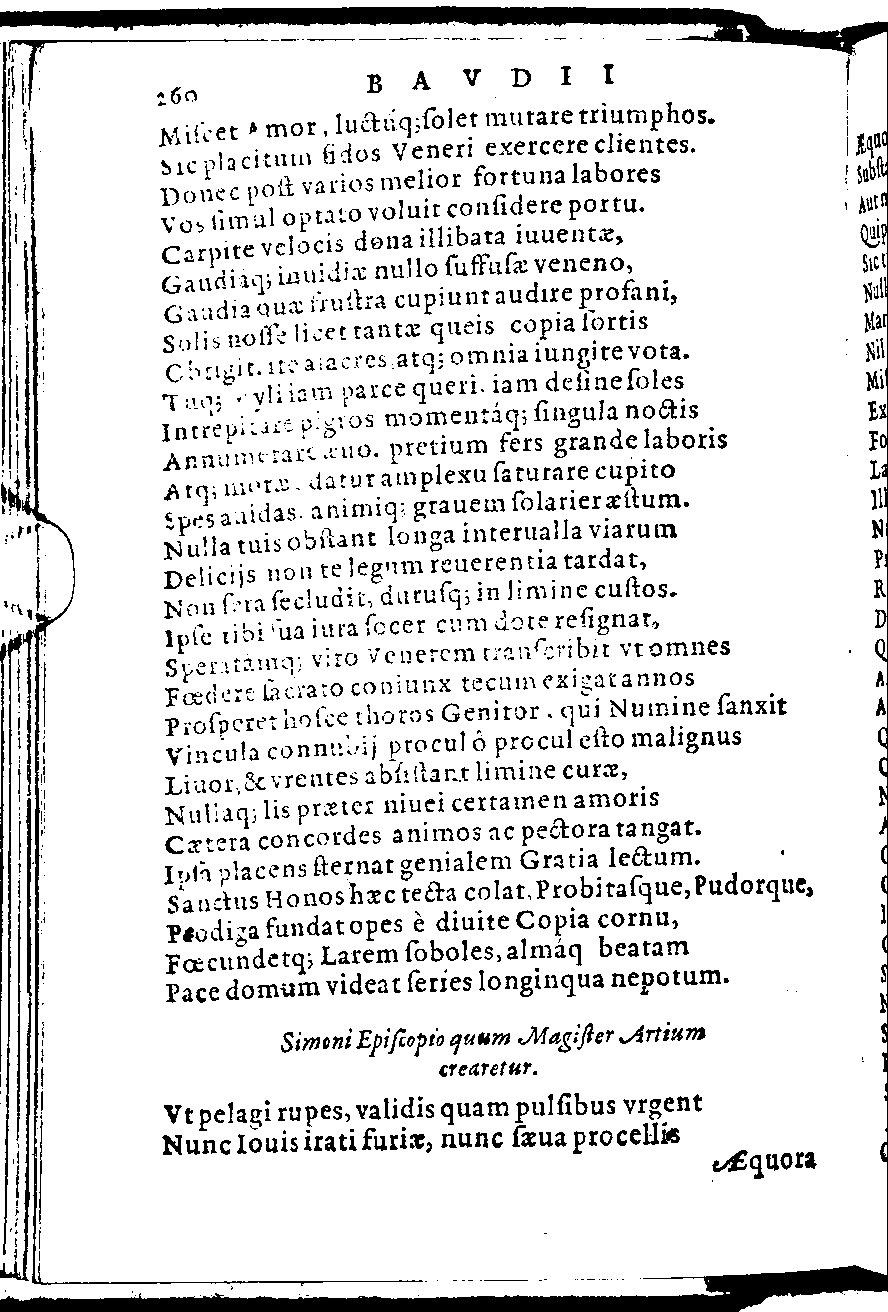 260 BAVDII
Miſcet Amor, luctúq;ſolet mutare triumphos.
Sic placitum fidos Veneri exercere clientes.
Donec poſt varios melior fortuna labores
Vos ſimul optato voluit conſidere portu.
Carpite velocis dona illibata iuuentæ,
Gaudiaq; inuidiæ nullo ſuffuſæ veneno,
Gaudia quæ fruſtra cupiunt audire profani,
Solis noſſe licet tantæ queis copia ſortis
Obtigit. ite alacres, atq; omnia iungite vota.
Tuq; iam parce queri. iam deſine ſoles
Intrepitare pigros momentáq; ſingula noctis
Annumerare æuo. pretium fers grande laboris
Atq; moræ. datur amplexu ſaturare cupito
Spes auidas. animiq; grauem ſolarier æſtum.
Nulla tuis obſtant longa interualla viarum
Delicijs non te legum reuerentia tardat,
Non ſera ſecludit, duruſq; in limine cuſtos.
Ipſe tibi ſua iura ſocer cum dote reſignat,
Speratamq; viro Venerem tranſcribit vt omnes
Fœdere ſacrato coniunx tecum exigat annos
Proſperet hoſce thoros Genitor. qui Numine ſanxit
Vincula connubij procul ô procul eſto malignus
Liuor, & vrentes abſiſtant limine curæ,
Nullaq; lis præter niuei certamen amoris
Cætera concordes animos ac pectora tangat.
Ipſa placens ſternat genialem Gratia lectum.
Sanctus Honos hæc tecta colat, Probitaſque, Pudorque,
Prodiga fundat opes è diuite Copia cornu,
Fœcundetq; Larem ſoboles, almáq beatam
Pace domum videat ſeries longinqua nepotum.
Simoni Epiſcopio quum Magiſter Artium
crearetur.
Vt pelagi rupes, validis quam pulſibus vrgent
Nunc Iouis irati furiæ, nunc ſæua procellis
Æquora